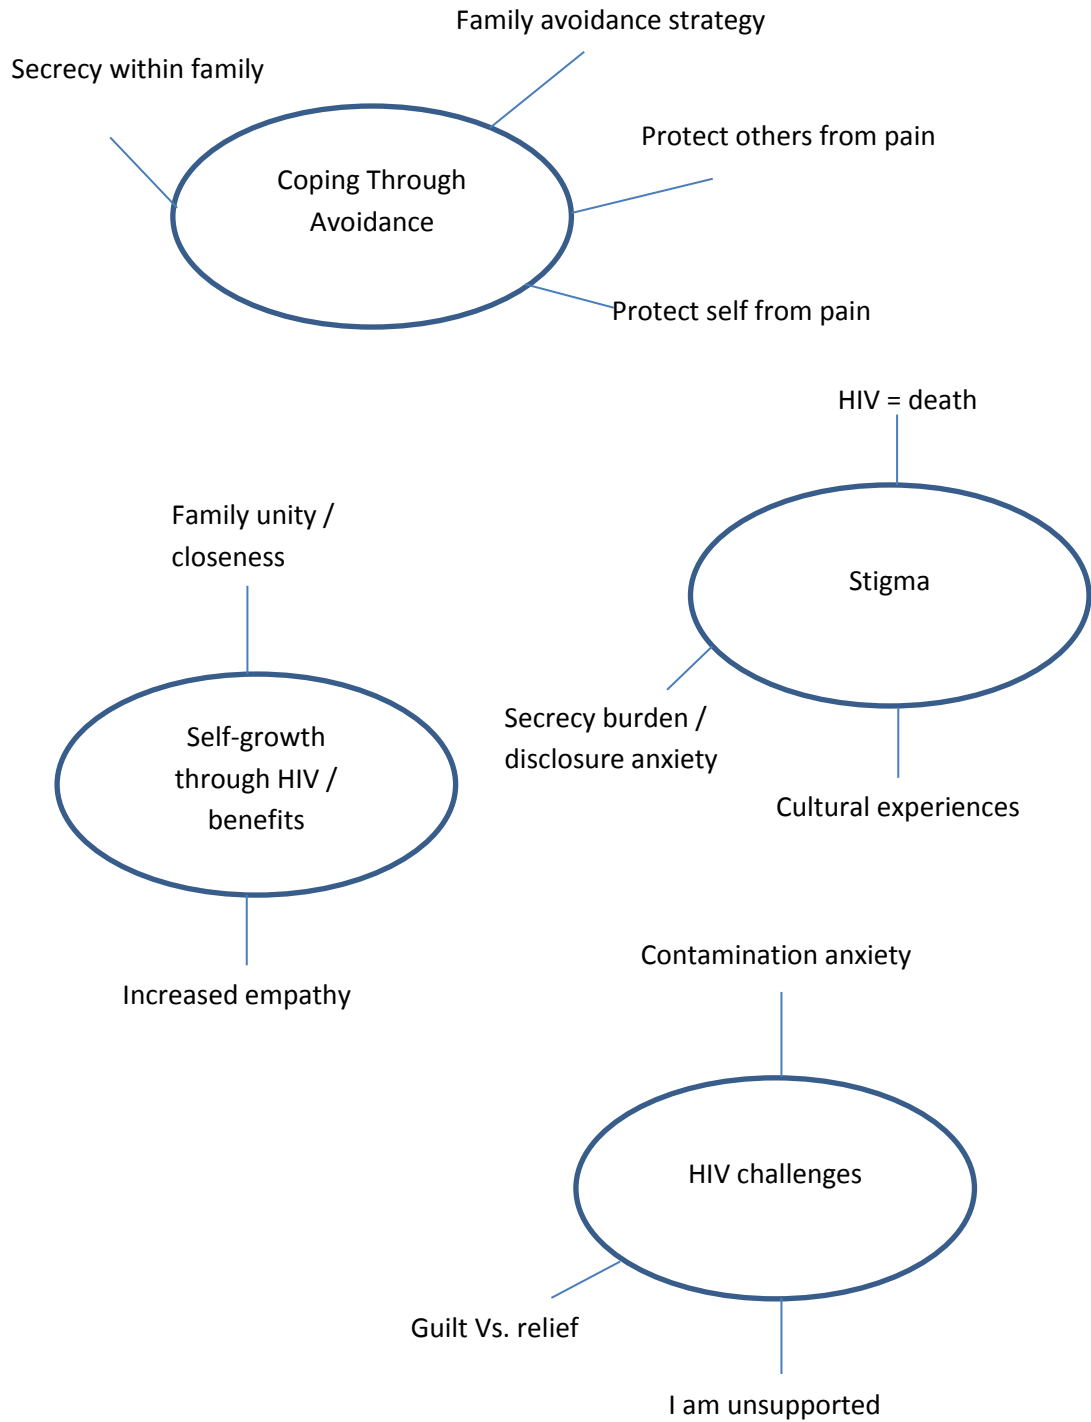 Family avoidance strategy
Secrecy within family
Protect others from pain
Coping Through
Avoidance
Protect self from pain
HIV = death
Family unity /
closeness
Stigma
Secrecy burden /
disclosure anxiety
Self-growth
through HIV /
benefits
Cultural experiences
Contamination anxiety
Increased empathy
HIV challenges
Guilt Vs. relief
I am unsupported